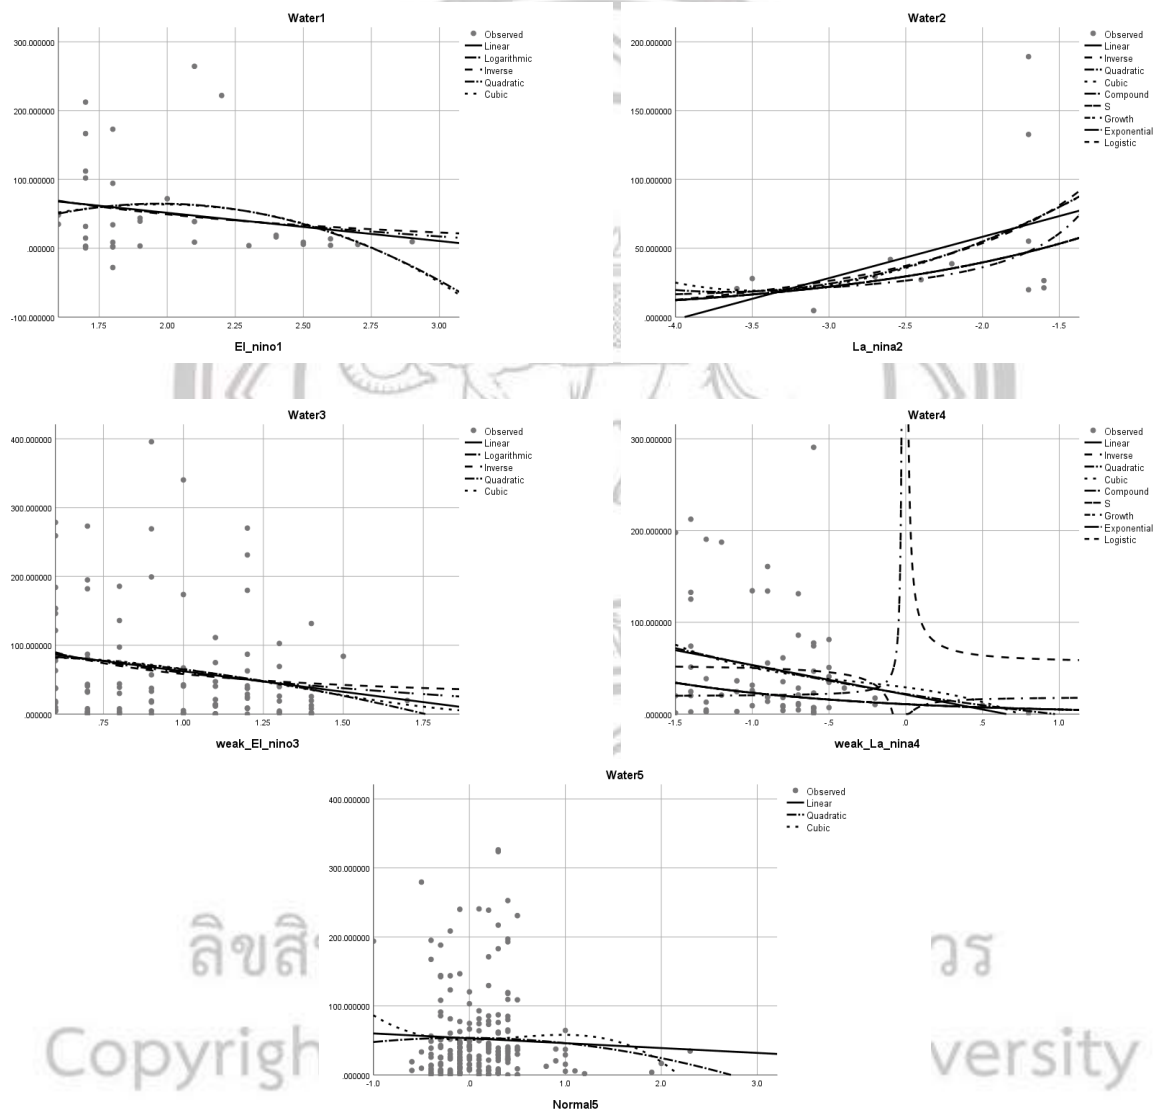 Water1
300.000000
200.000000
100.000000
.000000
-100.000000
1.75
2.00
2.25
2.50
2.75
3.00
El_nino1
Observed
Linear
Logarithmic
Inverse
Quadratic
Cubic
Water2
200.000000
150.000000
100.000000
50.000000
.000000
-4.0
-3.5
-3.0
-2.5
-2.0
-1.5
La_nina2
Observed
Linear
Inverse
Quadratic
Cubic
Compound
S
Growth
Exponential
Logistic
Water3
400.000000
300.000000
200.000000
100.000000
.000000
.75
1.00
1.25
1.50
1.75
weak_El_nino3
Observed
Linear
Logarithmic
Inverse
Quadratic
Cubic
Water4
300.000000
200.000000
100.000000
.000000
-1.5
-1.0
-.5
.0
.5
1.0
weak_La_nina4
Observed
Linear
Inverse
Quadratic
Cubic
Compound
S
Growth
Exponential
Logistic
Water5
400.000000
300.000000
200.000000
100.000000
.000000
-1.0
.0
1.0
2.0
3.0
Normal5
Observed
Linear
Quadratic
Cubic